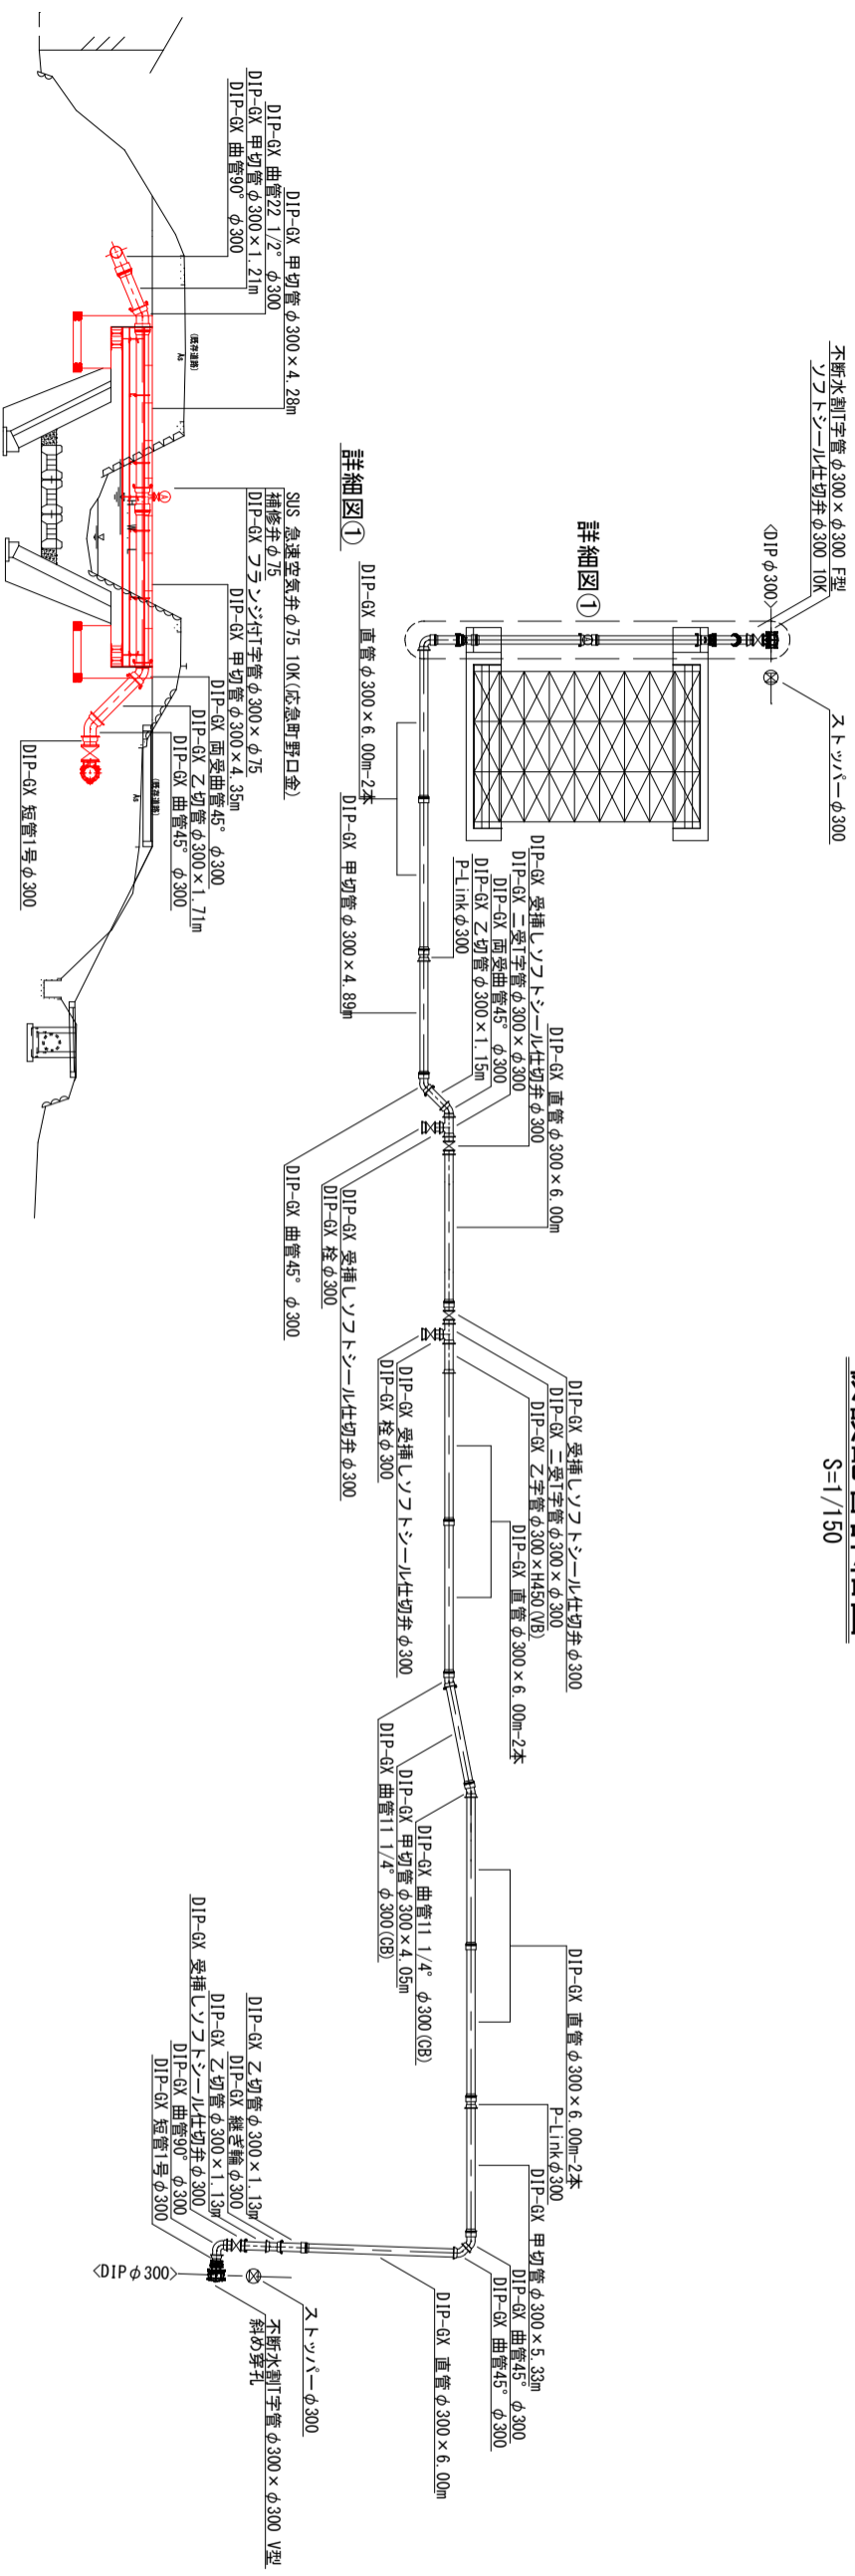 S=1/150
不断水割T字管φ300×φ300 F型
ソフトシール仕切弁φ300 10K
<DIPφ300>
ストッパーφ300
詳細図①
詳細図①
DIP-GX 甲切管φ300×4.28m
DIP-GX 曲管22 1/2° φ300
DIP-GX 甲切管φ300×1.21m
DIP-GX 曲管90° φ300
(既存道路)
As
SUS 急速空気弁φ75 10K(応急町野口金)
補修弁φ75
DIP-GX フランジ付T字管φ300×φ75
DIP-GX 甲切管φ300×4.35m
DIP-GX 両受曲管45° φ300
DIP-GX 乙切管φ300×1.71m
DIP-GX 曲管45° φ300
DIP-GX 短管1号φ300
A
H.W.L
(既存道路)
As
DIP-GX 直管φ300×6.00m-2本
DIP-GX 甲切管φ300×4.89m
P-Linkφ300
DIP-GX 乙切管φ300×1.15m
DIP-GX 両受曲管45° φ300
DIP-GX 二受T字管φ300×φ300
DIP-GX 受挿しソフトシール仕切弁φ300
DIP-GX 直管φ300×6.00m
DIP-GX 曲管45° φ300
DIP-GX 栓φ300
DIP-GX 受挿しソフトシール仕切弁φ300
DIP-GX 受挿しソフトシール仕切弁φ300
DIP-GX 二受T字管φ300×φ300
DIP-GX 乙字管φ300×H450(VB)
DIP-GX 直管φ300×6.00m-2本
DIP-GX 受挿しソフトシール仕切弁φ300
DIP-GX 栓φ300
DIP-GX 曲管11 1/4° φ300(CB)
DIP-GX 甲切管φ300×4.05m
DIP-GX 曲管11 1/4° φ300(CB)
DIP-GX 直管φ300×6.00m-2本
P-Linkφ300
DIP-GX 甲切管φ300×5.33m
DIP-GX 曲管45° φ300
DIP-GX 曲管45° φ300
DIP-GX 直管φ300×6.00m
DIP-GX 乙切管φ300×1.13m
DIP-GX 継ぎ輪φ300
DIP-GX 乙切管φ300×1.13m
DIP-GX 受挿しソフトシール仕切弁φ300
DIP-GX 曲管90° φ300
DIP-GX 短管1号φ300
<DIPφ300>
ストッパーφ300
不断水割T字管φ300×φ300 V型
斜め穿孔